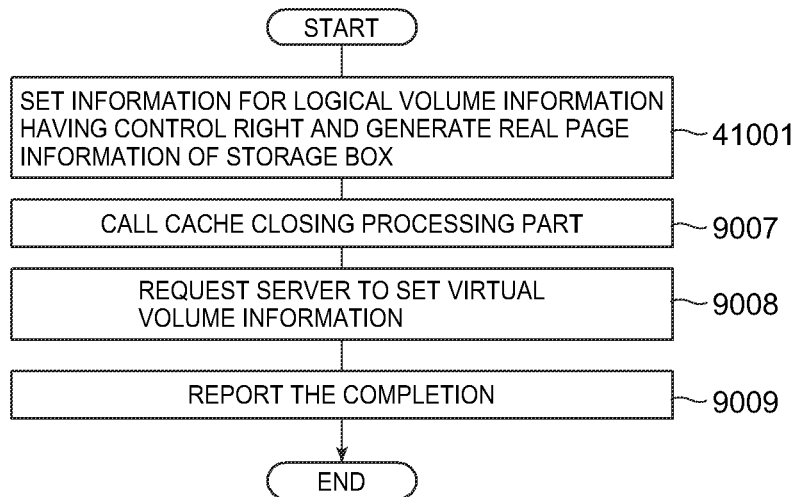 START
SET INFORMATION FOR LOGICAL VOLUME INFORMATION
HAVING CONTROL RIGHT AND GENERATE REAL PAGE
INFORMATION OF STORAGE BOX
41001
CALL CACHE CLOSING PROCESSING PART
9007
REQUEST SERVER TO SET VIRTUAL
VOLUME INFORMATION
9008
REPORT THE COMPLETION
9009
END